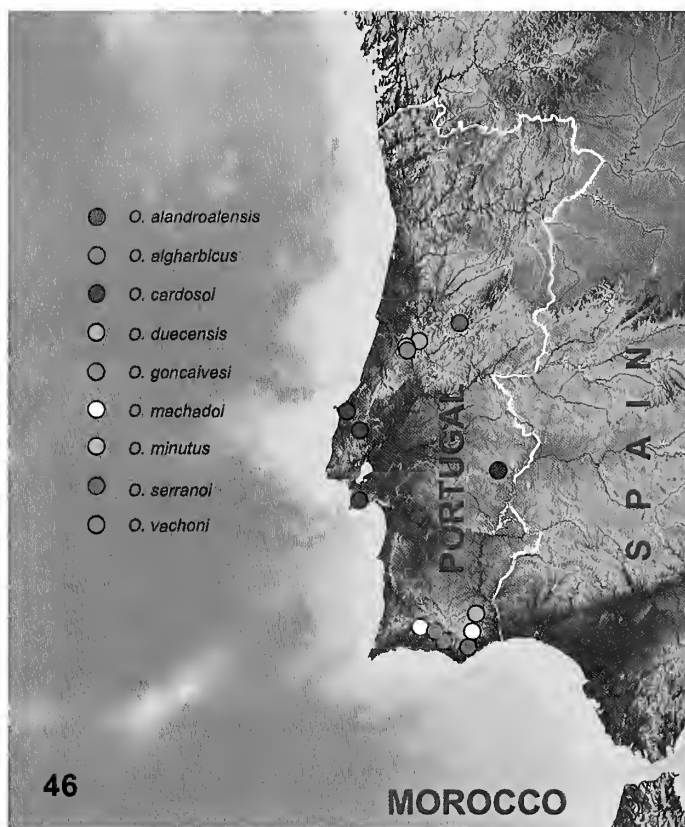 O. alandroalensis
O. algharbicus
O. cardosoi
O. duecensis
O. goncalvesi
O. machadoi
O. minutus
O. serranoi
O. vachoni
PORTUGAL
SPAIN
46
MOROCCO